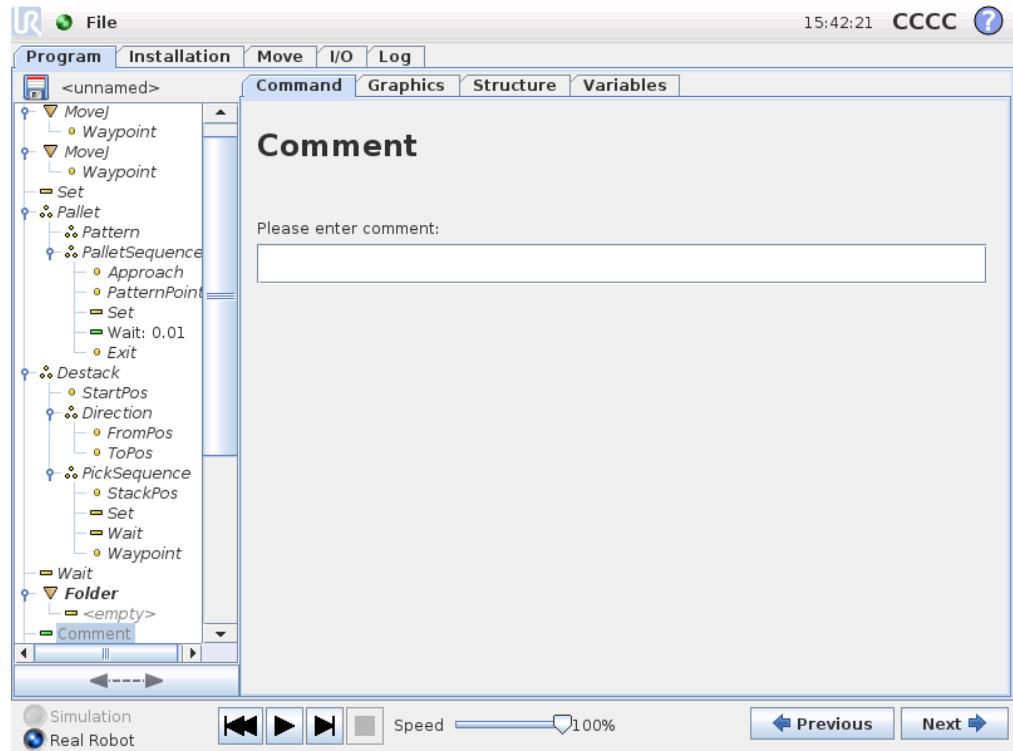 UR File 15:42:21 CCCC ?
Program Installation Move I/O Log
<unnamed>
Command Graphics Structure Variables
MoveJ
Waypoint
MoveJ
Waypoint
Set
Pallet
Pattern
PalletSequence
Approach
PatternPoint
Set
Wait: 0.01
Exit
Destack
StartPos
Direction
FromPos
ToPos
PickSequence
StackPos
Set
Wait
Waypoint
Wait
Folder
<empty>
Comment
Comment
Please enter comment:
Simulation
Real Robot
Speed 100%
Previous Next